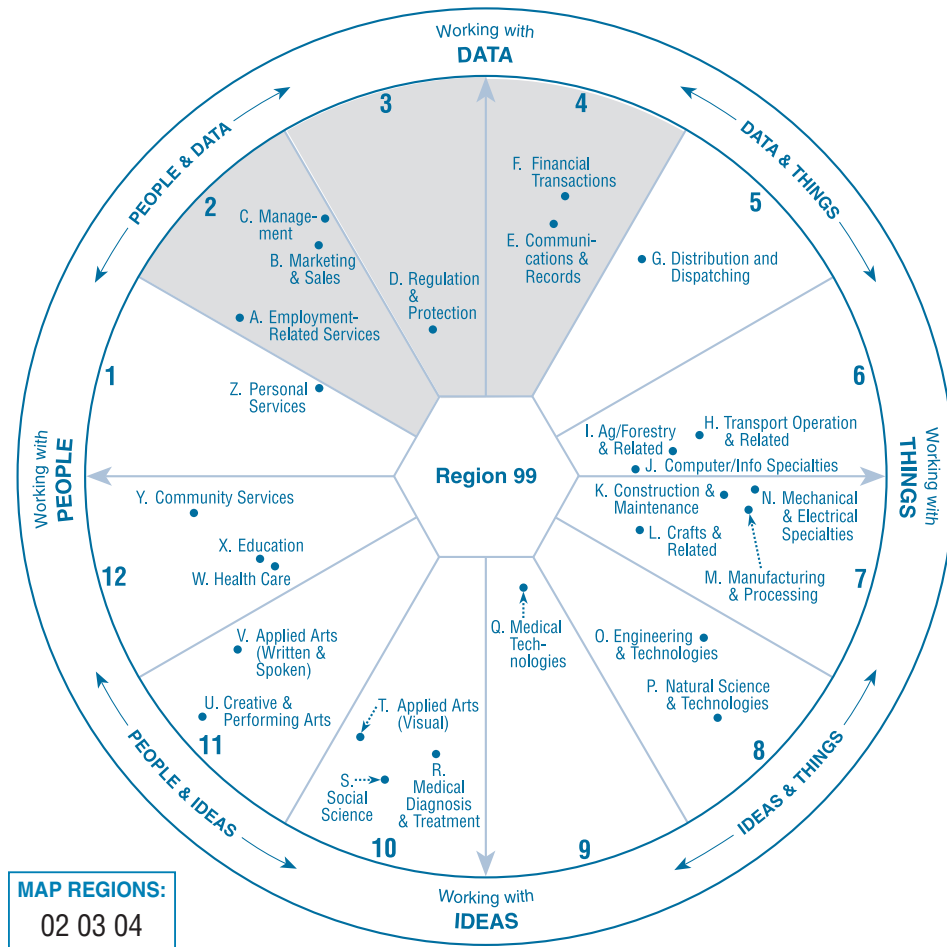 Working with
DATA
PEOPLE & DATA
DATA & THINGS
3
4
2
5
F. Financial
Transactions
C. Manage-
ment
B. Marketing
& Sales
E. Communi-
cations &
Records
G. Distribution and
Dispatching
D. Regulation
&
Protection
A. Employment-
Related Services
1
6
Z. Personal
Services
H. Transport Operation
& Related
I. Ag/Forestry
& Related
J. Computer/Info Specialties
Working with
PEOPLE
Region 99
Working with
THINGS
Y. Community Services
K. Construction &
Maintenance
N. Mechanical
& Electrical
Specialties
L. Crafts &
Related
X. Education
W. Health Care
M. Manufacturing
& Processing
12
7
V. Applied Arts
(Written &
Spoken)
Q. Medical
Tech-
nologies
O. Engineering
& Technologies
P. Natural Science
& Technologies
U. Creative &
Performing Arts
T. Applied Arts
(Visual)
11
8
S.
Social
Science
R.
Medical
Diagnosis
& Treatment
10
9
PEOPLE & IDEAS
IDEAS & THINGS
Working with
IDEAS
MAP REGIONS:
02 03 04